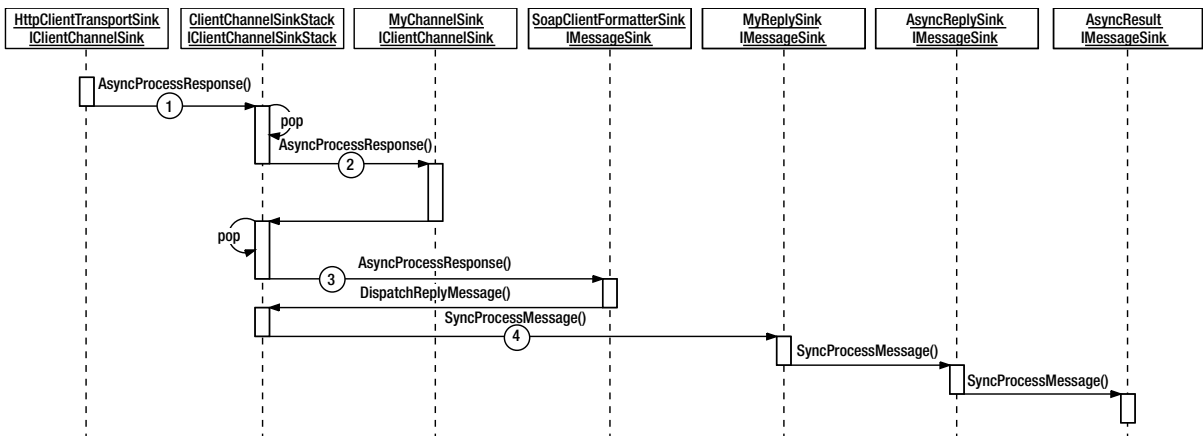 HttpClientTransportSink
IClientChannelSink
ClientChannelSinkStack
IClientChannelSinkStack
MyChannelSink
IClientChannelSink
SoapClientFormatterSink
IMessageSink
MyReplySink
IMessageSink
AsyncReplySink
IMessageSink
AsyncResult
IMessageSink
AsyncProcessResponse()
1
pop
AsyncProcessResponse()
2
pop
AsyncProcessResponse()
3
DispatchReplyMessage()
SyncProcessMessage()
4
SyncProcessMessage()
SyncProcessMessage()